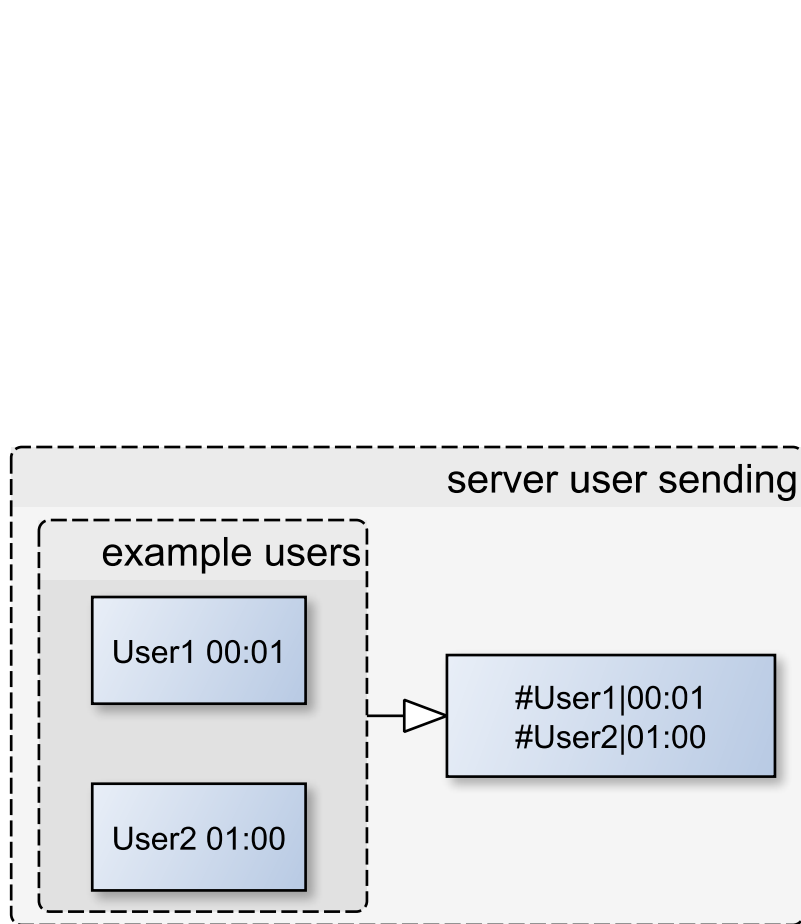 server user sending
example users
User1 00:01
#User1|00:01
#User2|01:00
User2 01:00